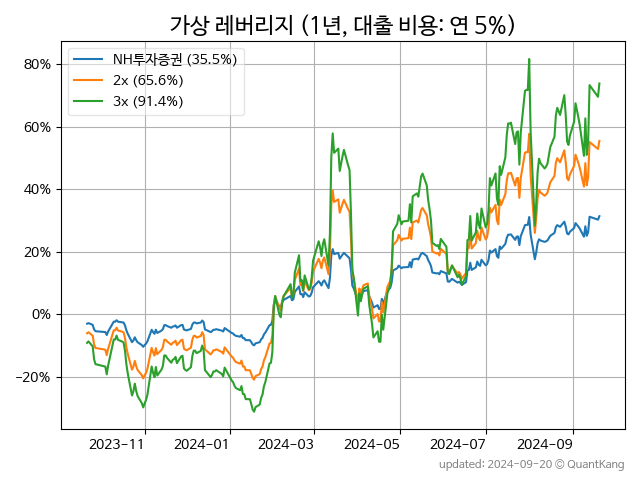 가상 레버리지 (1년, 대출 비용: 연 5%)
NH투자증권 (35.5%)
2x (65.6%)
3x (91.4%)
80%
60%
40%
20%
0%
−20%
2023-11
2024-01
2024-03
2024-05
2024-07
2024-09
updated: 2024-09-20 © QuantKang